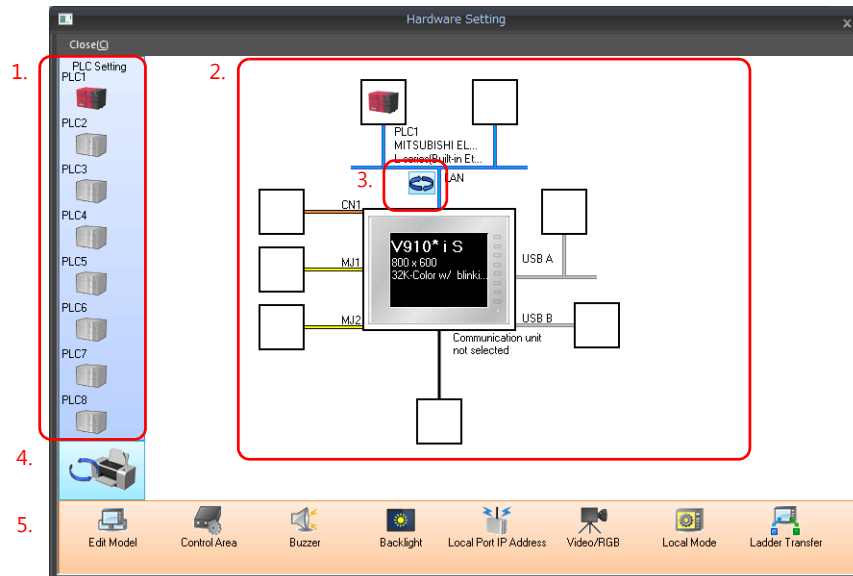 Hardware Setting
x
Close(C)
1.
PLC Setting
PLC1
PLC2
PLC3
PLC4
PLC5
PLC6
PLC7
PLC8
2.
PLC1
MITSUBISHI EL...
L series(Built-in Et...
3.
LAN
CN1
MJ1
MJ2
V910* i S
800 x 600
32K-Color w/ blinki...
USB A
USB B
Communication unit
not selected
4.
5.
Edit Model
Control Area
Buzzer
Backlight
Local Port IP Address
Video/RGB
Local Mode
Ladder Transfer